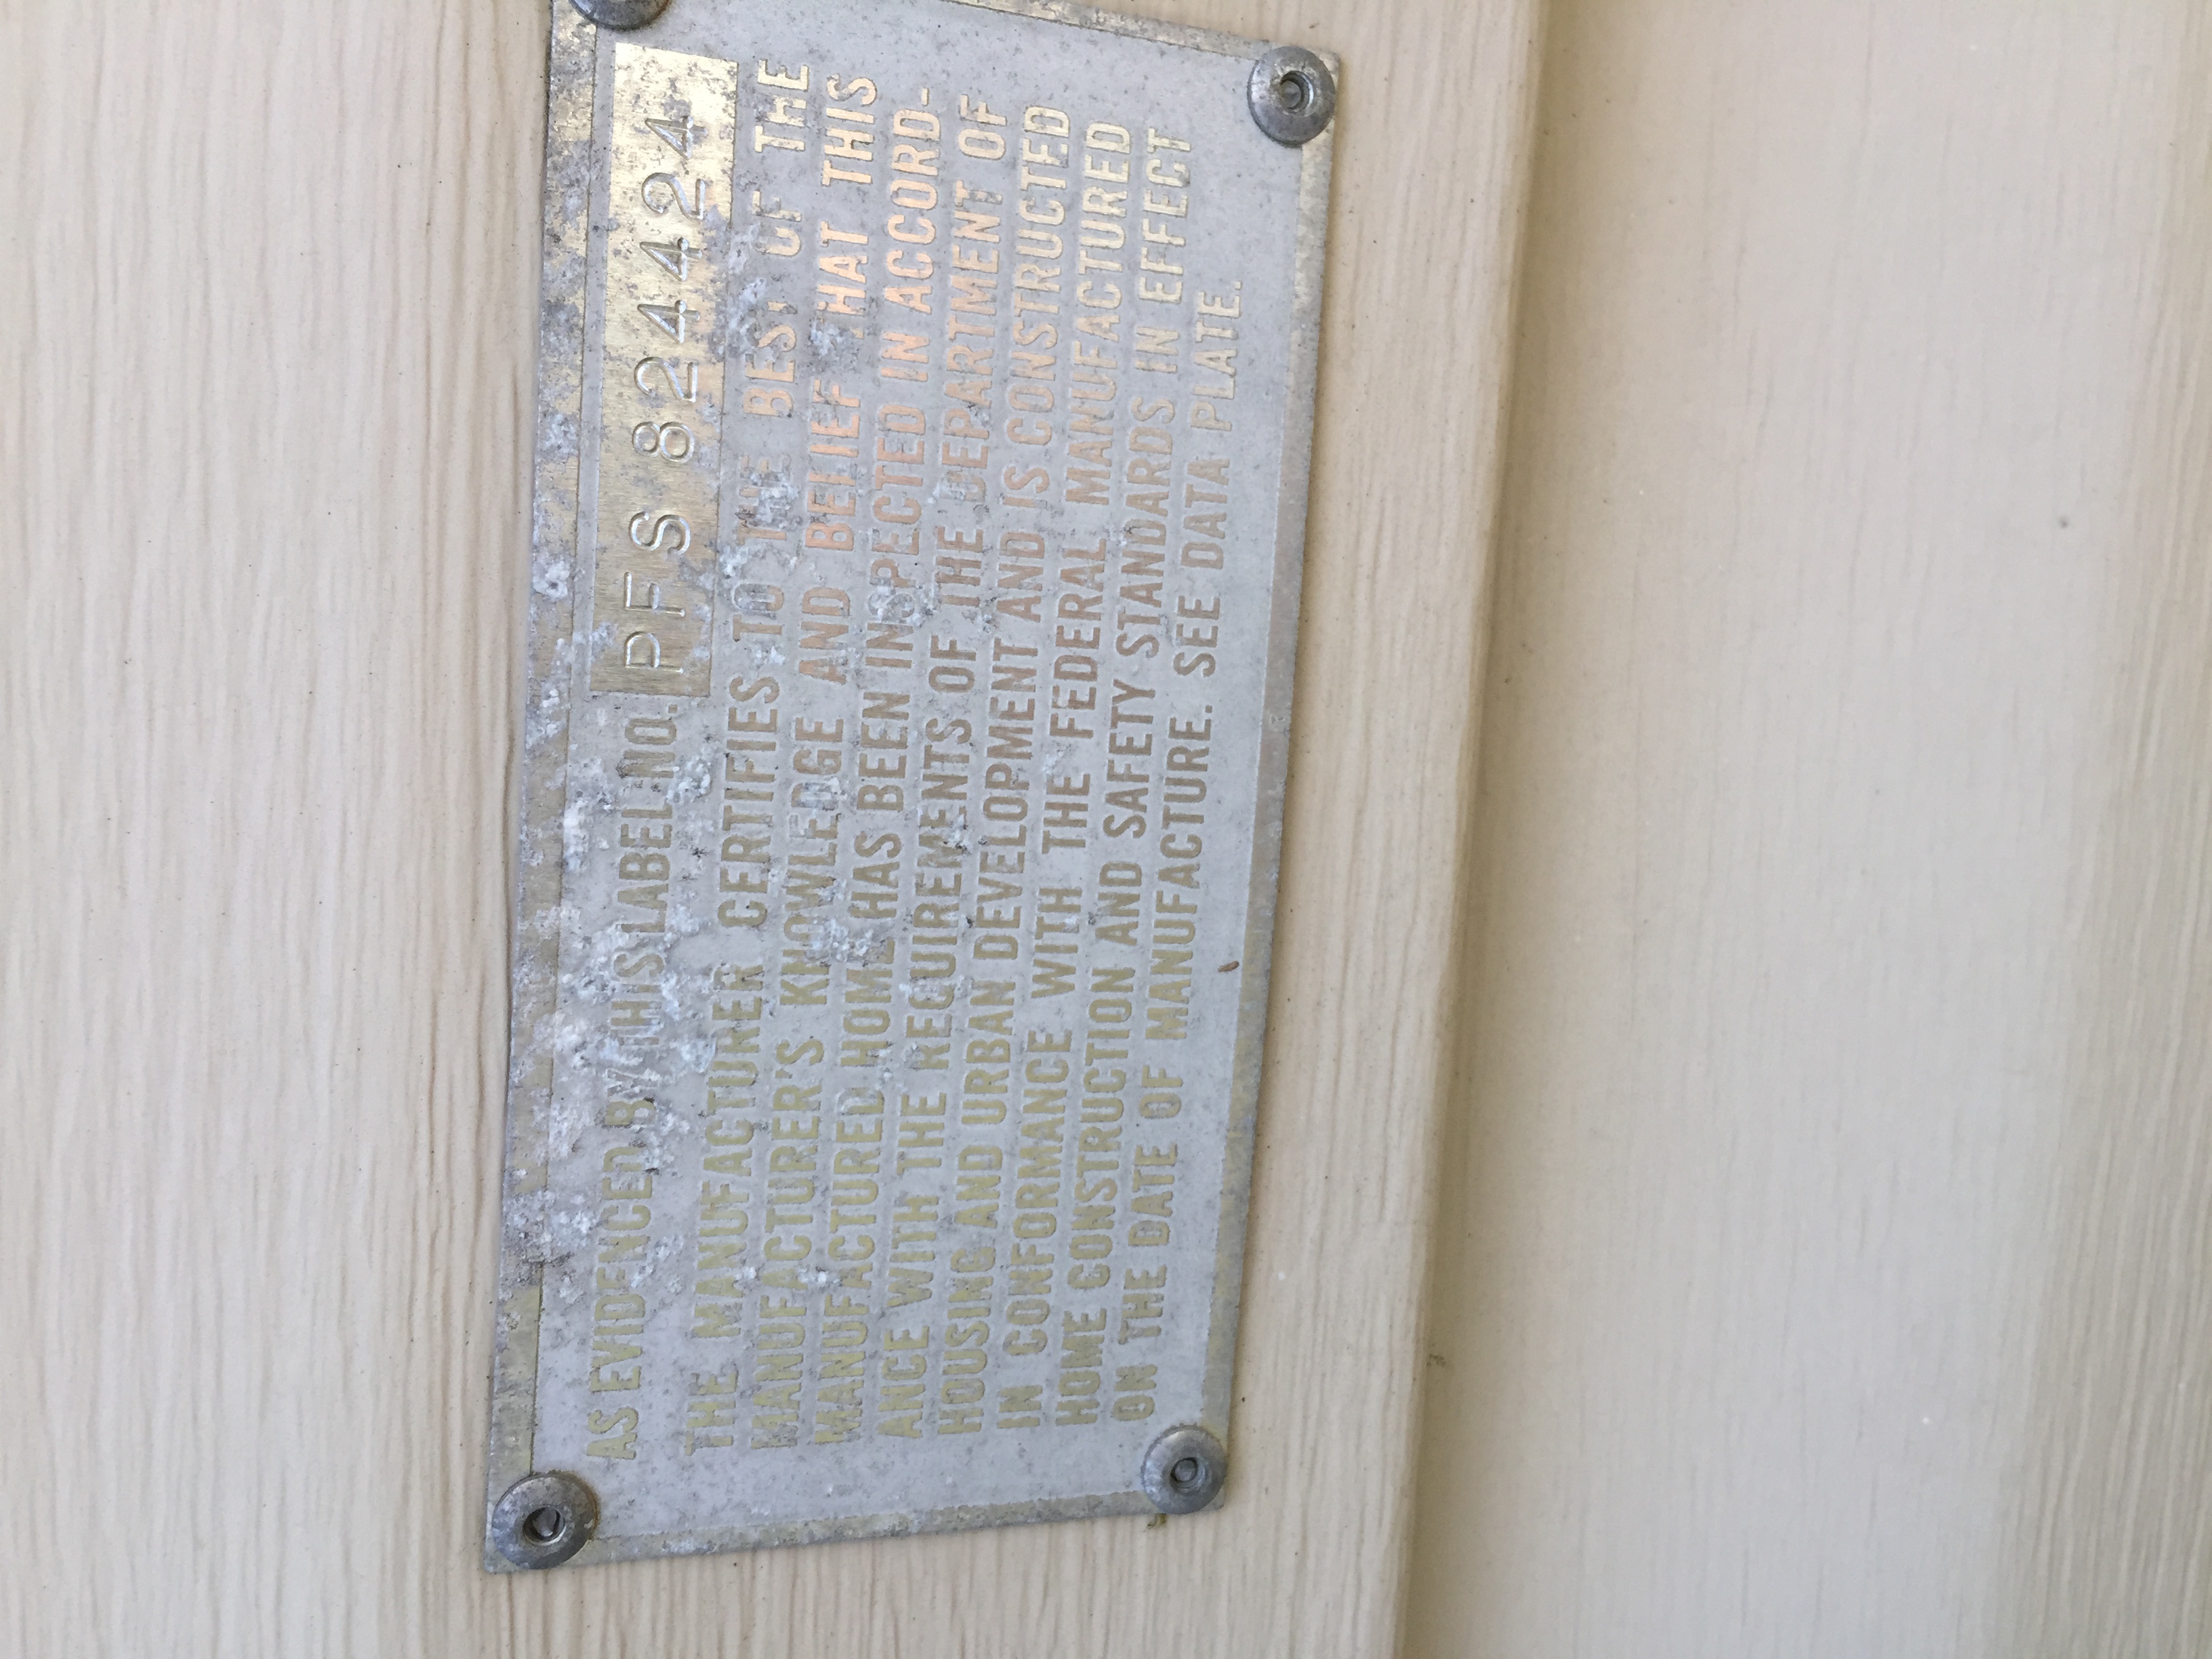 AS EVIDENCED BY THIS LABEL NO. PFS 824424
THE MANUFACTURER CERTIFIES TO THE BEST OF THE
MANUFACTURER'S KNOWLEDGE AND BELIEF THAT THIS
MANUFACTURED HOME HAS BEEN INSPECTED IN ACCORD-
ANCE WITH THE REQUIREMENTS OF THE DEPARTMENT OF
HOUSING AND URBAN DEVELOPMENT AND IS CONSTRUCTED
IN CONFORMANCE WITH THE FEDERAL MANUFACTURED
HOME CONSTRUCTION AND SAFETY STANDARDS IN EFFECT
ON THE DATE OF MANUFACTURE. SEE DATA PLATE.